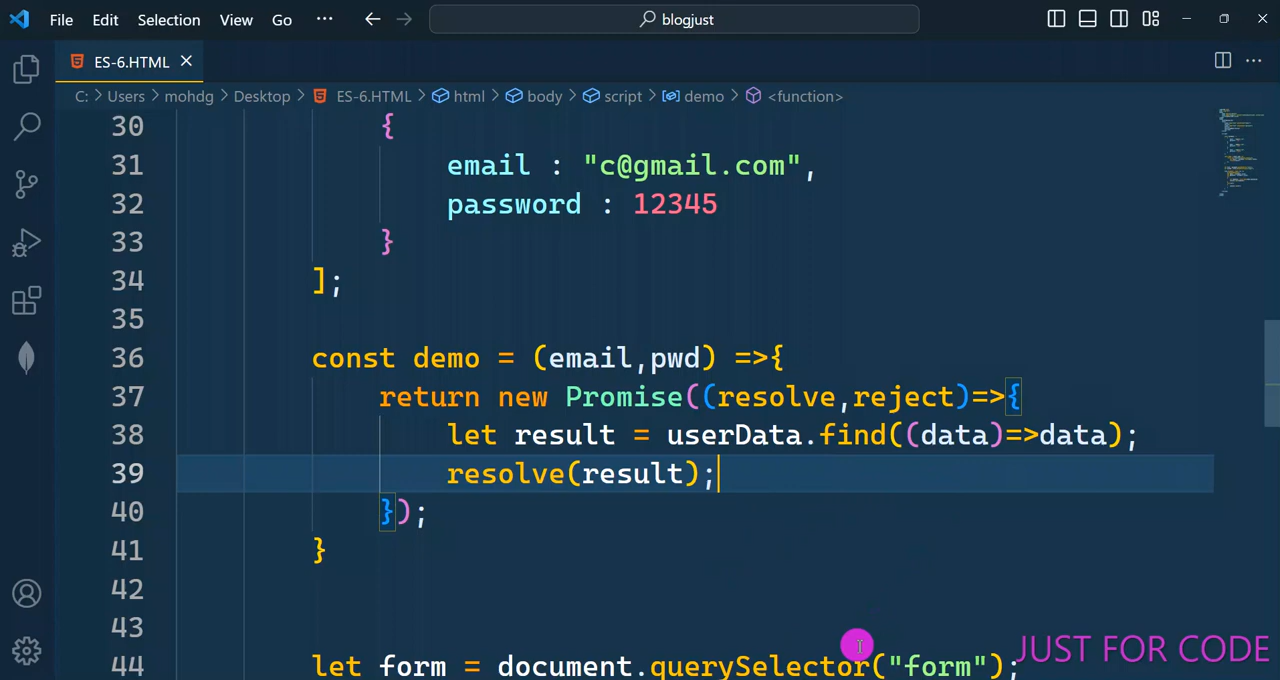 File Edit Selection View Go ··· blogjust
ES-6.HTML
C: > Users > mohdg > Desktop > ES-6.HTML > html > body > script > demo > <function>
30 {
31 email : "c@gmail.com",
32 password : 12345
33 }
34 ];
35
36 const demo = (email,pwd) =>{
37 return new Promise((resolve,reject)=>{
38 let result = userData.find((data)=>data);
39 resolve(result);
40 });
41 }
42
43
44 let form = document.querySelector("form");
JUST FOR CODE